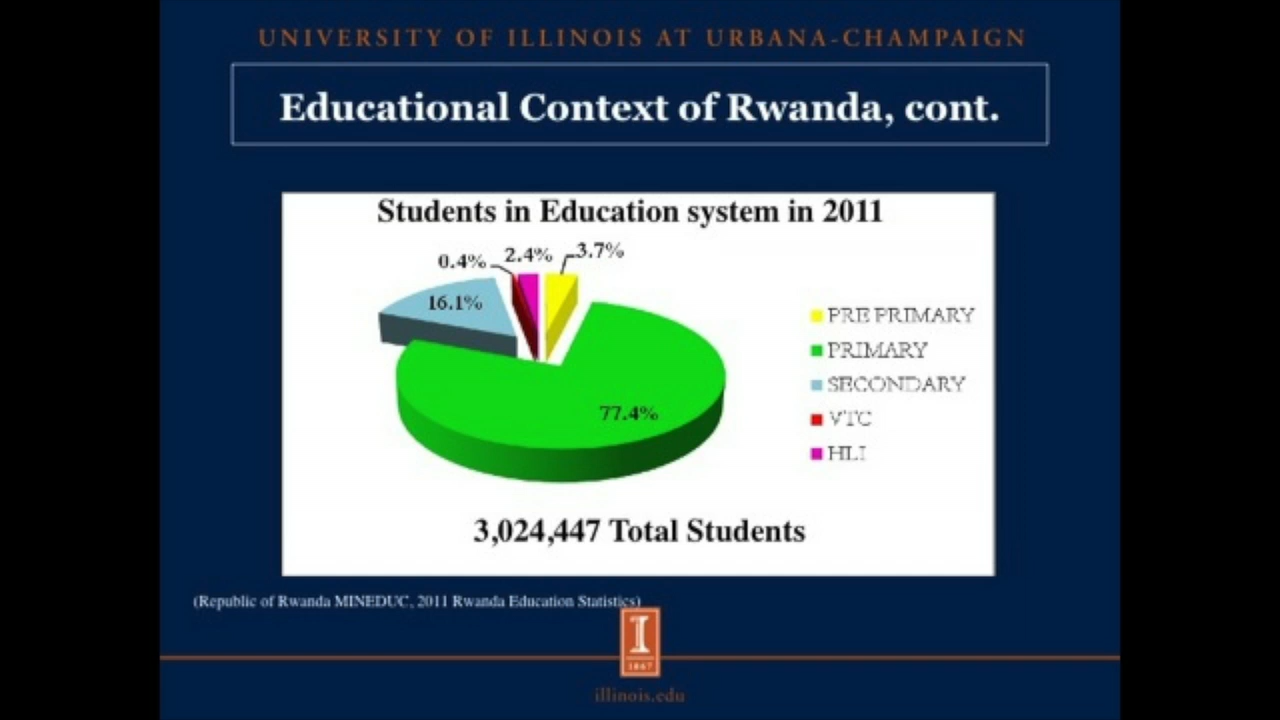 UNIVERSITY OF ILLINOIS AT URBANA-CHAMPAIGN
Educational Context of Rwanda, cont.
Students in Education system in 2011
0.4% 2.4% 3.7%
16.1%
77.4%
PRE PRIMARY
PRIMARY
SECONDARY
VTC
HLI
3,024,447 Total Students
(Republic of Rwanda MINEDUC, 2011 Rwanda Education Statistics)
I
1867
illinois.edu